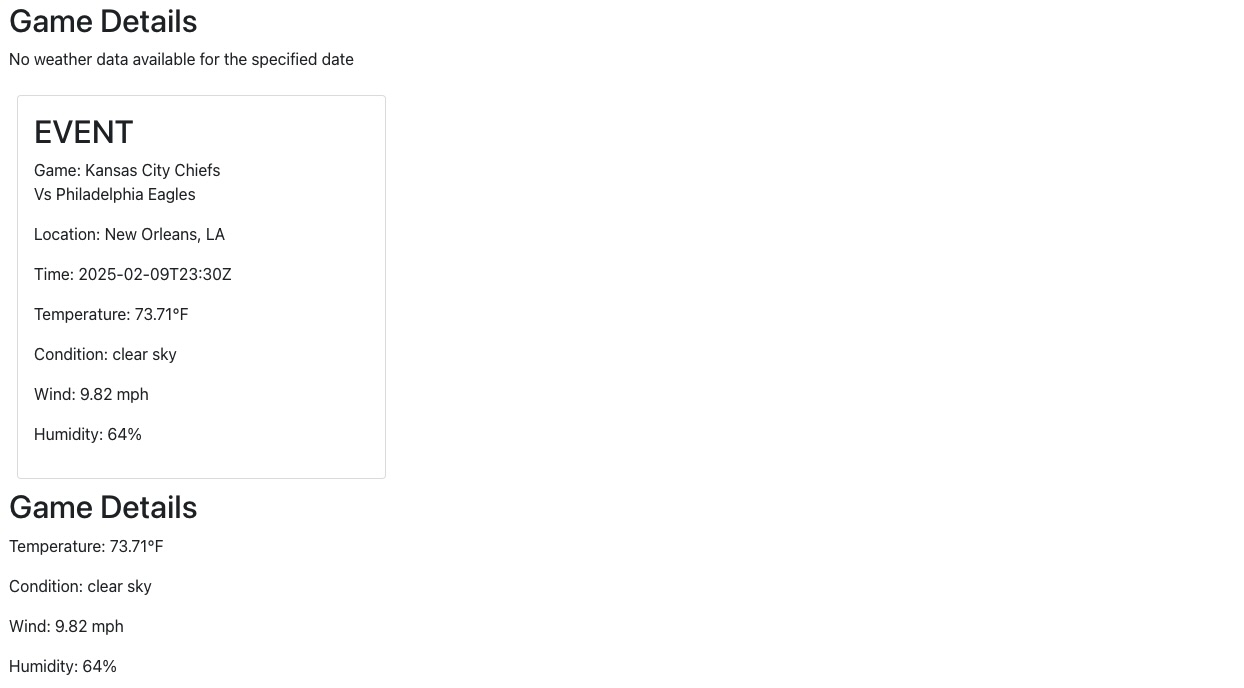 Game Details
No weather data available for the specified date
EVENT
Game: Kansas City Chiefs
Vs Philadelphia Eagles
Location: New Orleans, LA
Time: 2025-02-09T23:30Z
Temperature: 73.71°F
Condition: clear sky
Wind: 9.82 mph
Humidity: 64%
Game Details
Temperature: 73.71°F
Condition: clear sky
Wind: 9.82 mph
Humidity: 64%